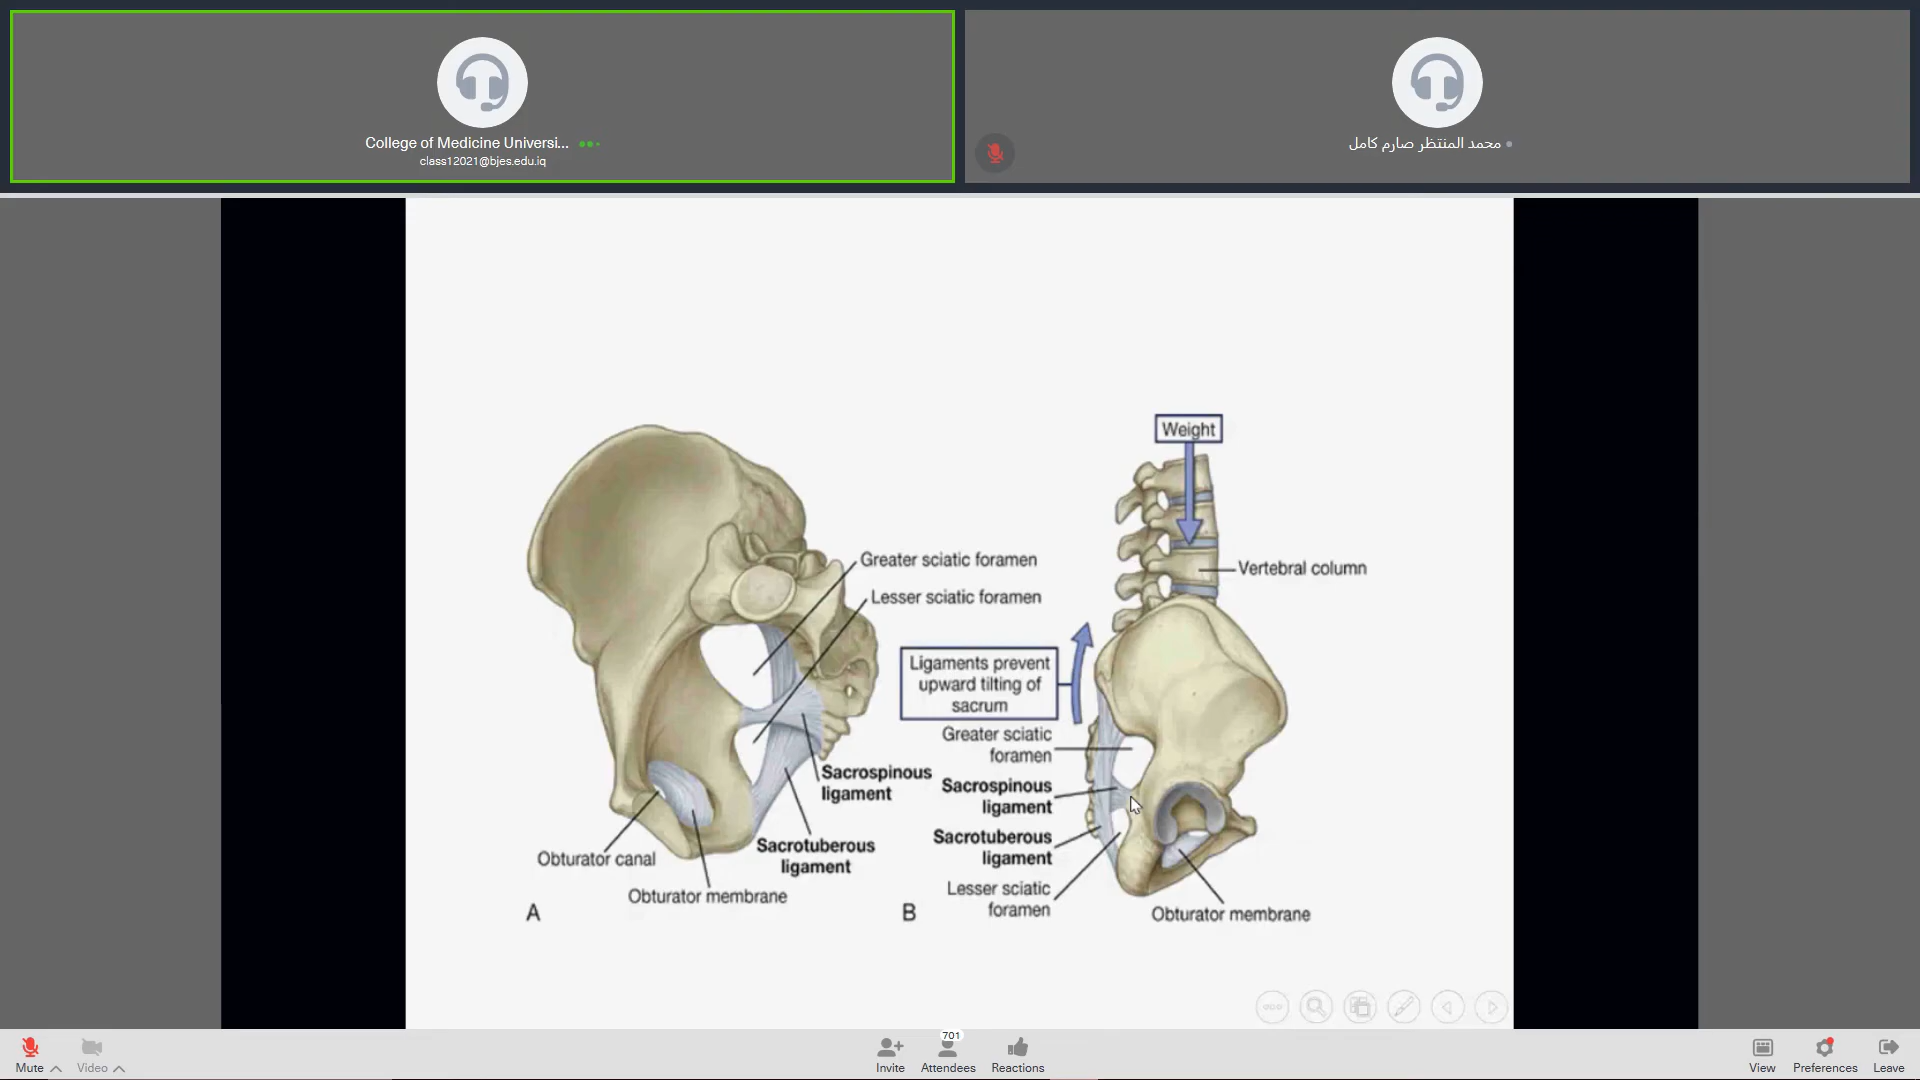 College of Medicine Universi...
class12021@bjes.edu.iq
محمد المنتظر صارم كامل
Weight
Greater sciatic foramen
Lesser sciatic foramen
Vertebral column
Ligaments prevent
upward tilting of
sacrum
Greater sciatic
foramen
Sacrospinous
ligament
Sacrospinous
ligament
Sacrotuberous
ligament
Sacrotuberous
ligament
Obturator canal
Obturator membrane
Lesser sciatic
foramen
Obturator membrane
A
B
701
Mute
Video
Invite
Attendees
Reactions
View
Preferences
Leave